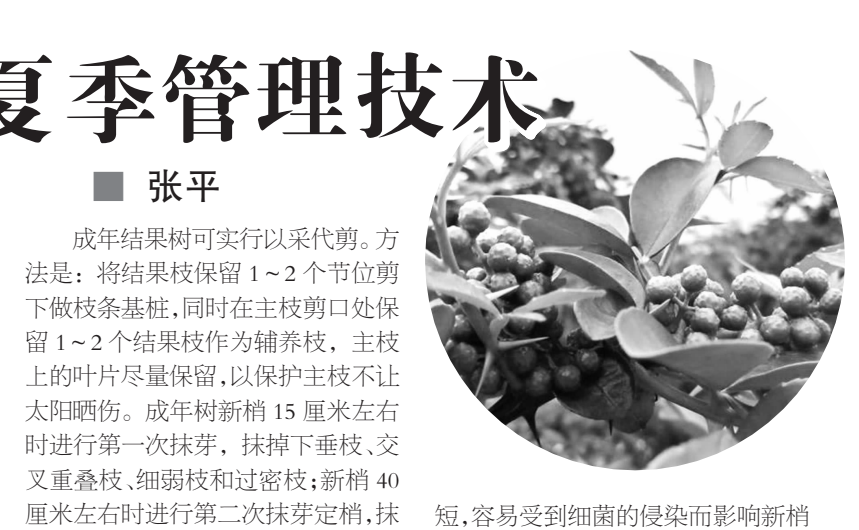 夏季管理技术
■ 张平
成年结果树可实行以采代剪。方
法是：将结果枝保留 1~2 个节位剪
下做枝条基桩,同时在主枝剪口处保
留 1~2 个结果枝作为辅养枝，主枝
上的叶片尽量保留,以保护主枝不让
太阳晒伤。成年树新梢 15 厘米左右
时进行第一次抹芽，抹掉下垂枝、交
叉重叠枝、细弱枝和过密枝;新梢 40
厘米左右时进行第二次抹芽定梢,抹
短,容易受到细菌的侵染而影响新梢